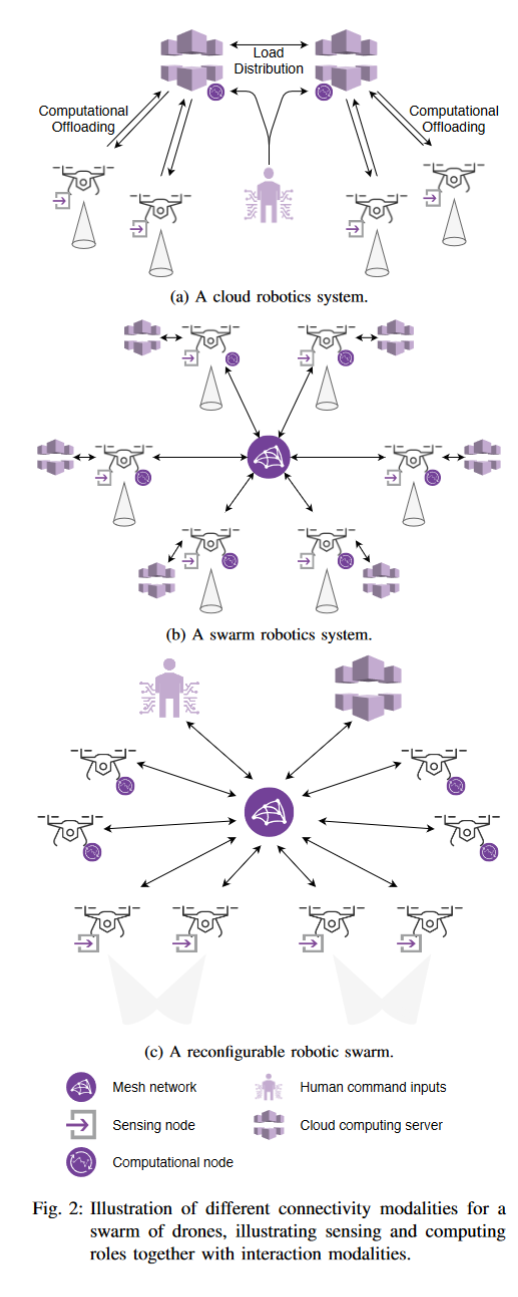 Load
Distribution
Computational
Offloading
Computational
Offloading
(a) A cloud robotics system.
(b) A swarm robotics system.
(c) A reconfigurable robotic swarm.
Mesh network
Human command inputs
Sensing node
Cloud computing server
Computational node
Fig. 2: Illustration of different connectivity modalities for a
swarm of drones, illustrating sensing and computing
roles together with interaction modalities.